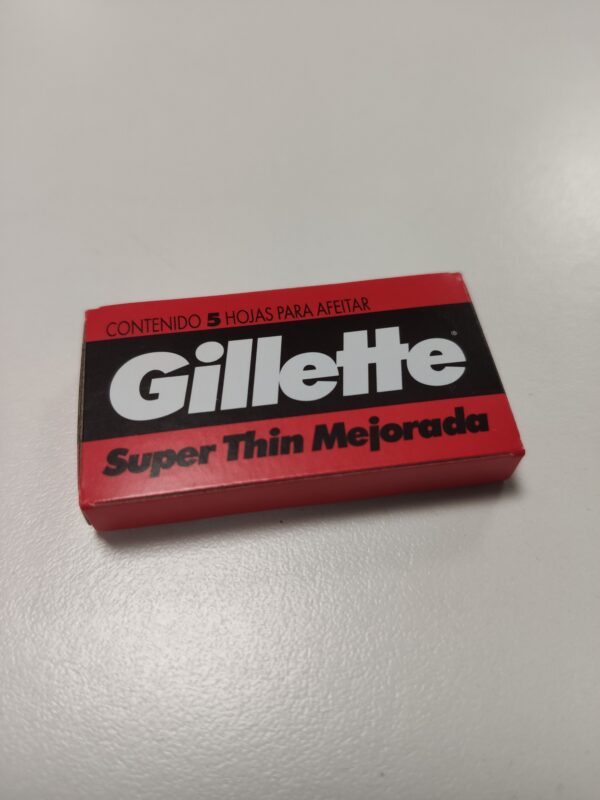 CONTENIDO 5 HOJAS PARA AFEITAR
Gillette®
Super Thin Mejorada